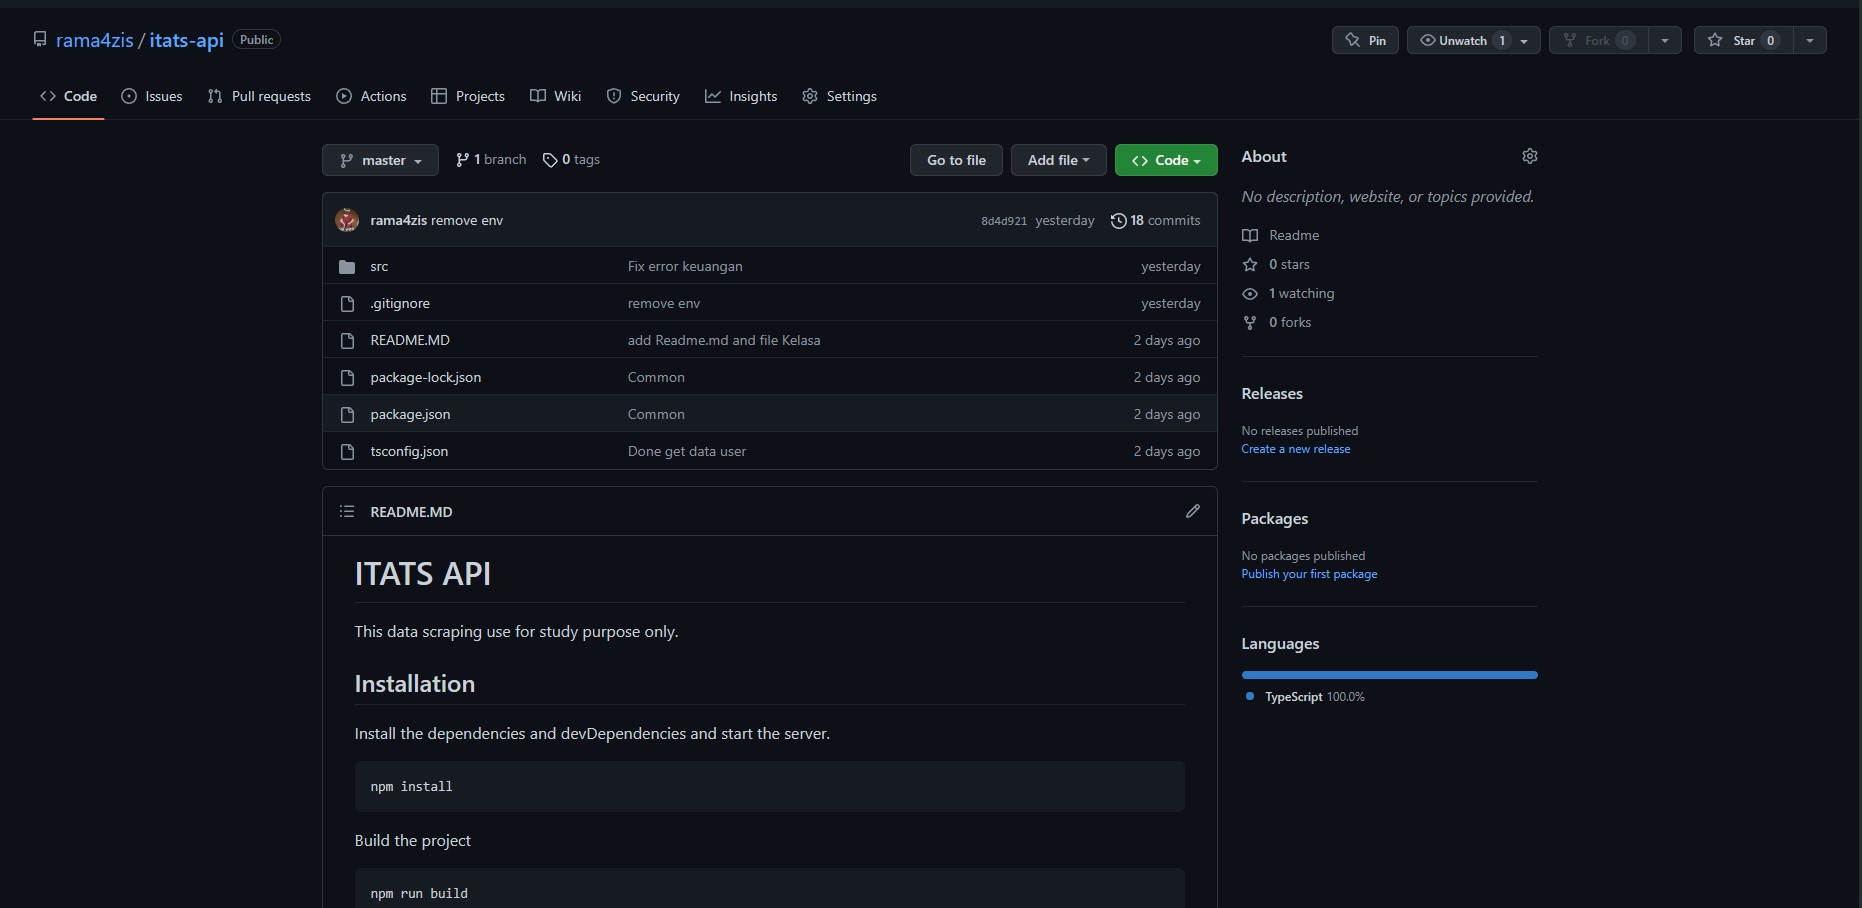 rama4zis / itats-api Public
Pin
Unwatch 1
Fork 0
Star 0
Code
Issues
Pull requests
Actions
Projects
Wiki
Security
Insights
Settings
master
1 branch
0 tags
Go to file
Add file
Code
rama4zis remove env
8d4d921 yesterday
18 commits
src Fix error keuangan yesterday
.gitignore remove env yesterday
README.MD add Readme.md and file Kelasa 2 days ago
package-lock.json Common 2 days ago
package.json Common 2 days ago
tsconfig.json Done get data user 2 days ago
README.MD
ITATS API
This data scraping use for study purpose only.
Installation
Install the dependencies and devDependencies and start the server.
npm install
Build the project
npm run build
About
No description, website, or topics provided.
Readme
0 stars
1 watching
0 forks
Releases
No releases published
Create a new release
Packages
No packages published
Publish your first package
Languages
TypeScript 100.0%